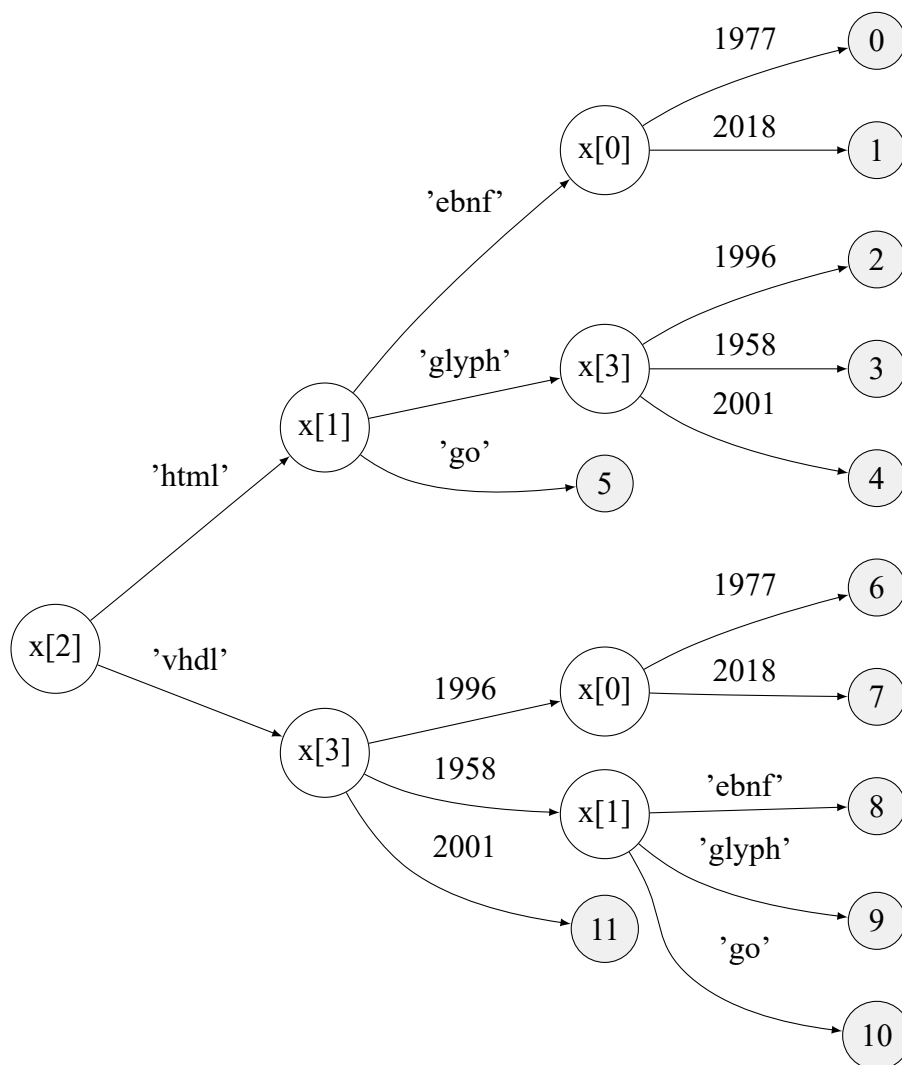 1977
0
2018
1
x[0]
’ebnf’
1996
2
1958
3
x[3]
’glyph’
2001
4
x[1]
’go’
5
’html’
1977
6
x[2]
’vhdl’
1996
x[0]
2018
7
x[3]
1958
x[1]
’ebnf’
8
2001
’glyph’
9
11
’go’
10